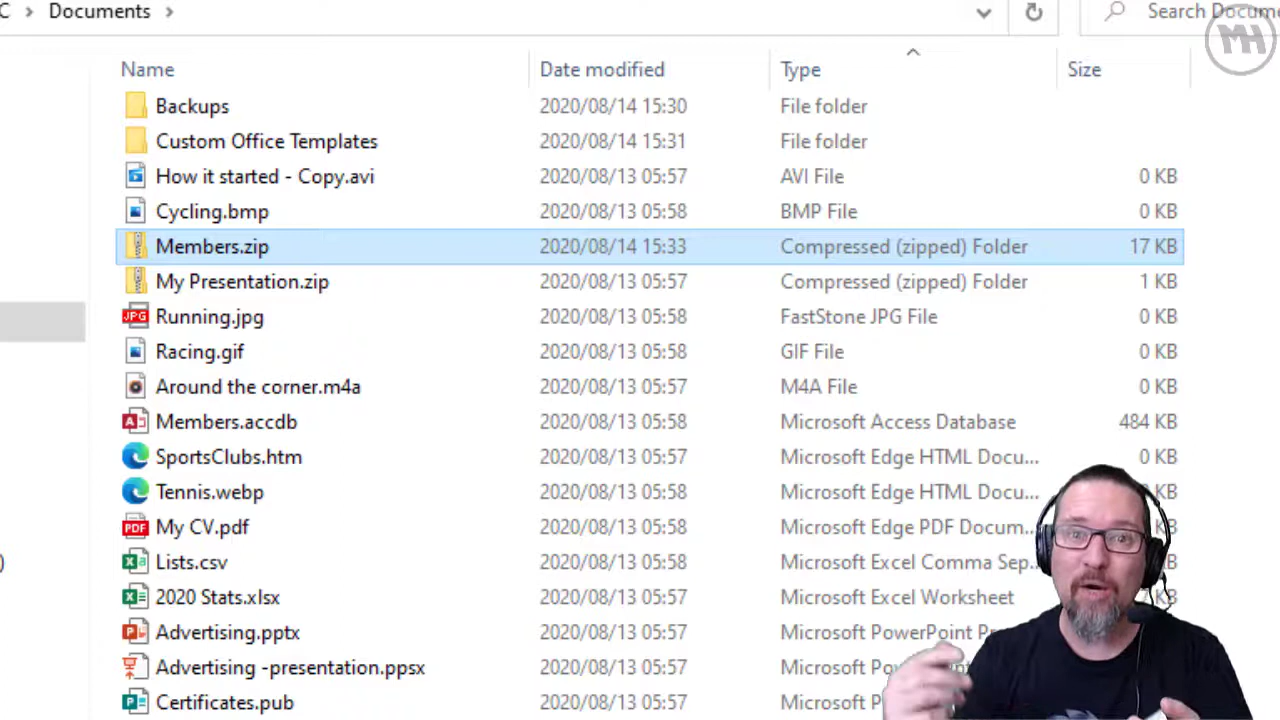 C > Documents >
Search Docume
MH
Name Date modified Type Size
Backups 2020/08/14 15:30 File folder
Custom Office Templates 2020/08/14 15:31 File folder
How it started - Copy.avi 2020/08/13 05:57 AVI File 0 KB
Cycling.bmp 2020/08/13 05:58 BMP File 0 KB
Members.zip 2020/08/14 15:33 Compressed (zipped) Folder 17 KB
My Presentation.zip 2020/08/13 05:57 Compressed (zipped) Folder 1 KB
JPG Running.jpg 2020/08/13 05:58 FastStone JPG File 0 KB
Racing.gif 2020/08/13 05:58 GIF File 0 KB
Around the corner.m4a 2020/08/13 05:57 M4A File 0 KB
Members.accdb 2020/08/13 05:58 Microsoft Access Database 484 KB
SportsClubs.htm 2020/08/13 05:57 Microsoft Edge HTML Docu... 0 KB
Tennis.webp 2020/08/13 05:58 Microsoft Edge HTML Docu... KB
PDF My CV.pdf 2020/08/13 05:58 Microsoft Edge PDF Docum... KB
Lists.csv 2020/08/13 05:57 Microsoft Excel Comma Sep... KB
2020 Stats.xlsx 2020/08/13 05:57 Microsoft Excel Worksheet KB
Advertising.pptx 2020/08/13 05:57 Microsoft PowerPoint
Advertising -presentation.ppsx 2020/08/13 05:57 Microsoft
Certificates.pub 2020/08/13 05:57 Microsoft